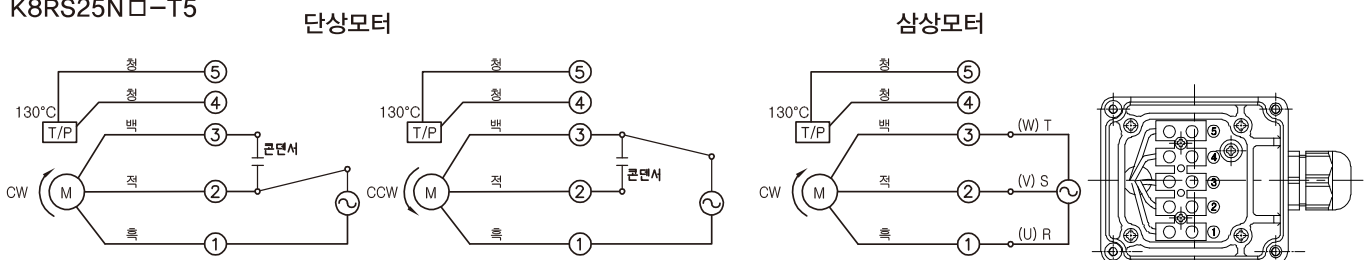 K8RS25N□-T5
단상모터
삼상모터
청 ⑤
청 ④
130°C
T/P
백 ③
콘덴서
CW M 적 ②
흑 ①
청 ⑤
청 ④
130°C
T/P
백 ③
콘덴서
CCW M 적 ②
흑 ①
청 ⑤
청 ④
130°C
T/P
백 ③ (W) T
CW M 적 ② (V) S
흑 ① (U) R
⑤
④
③
②
①